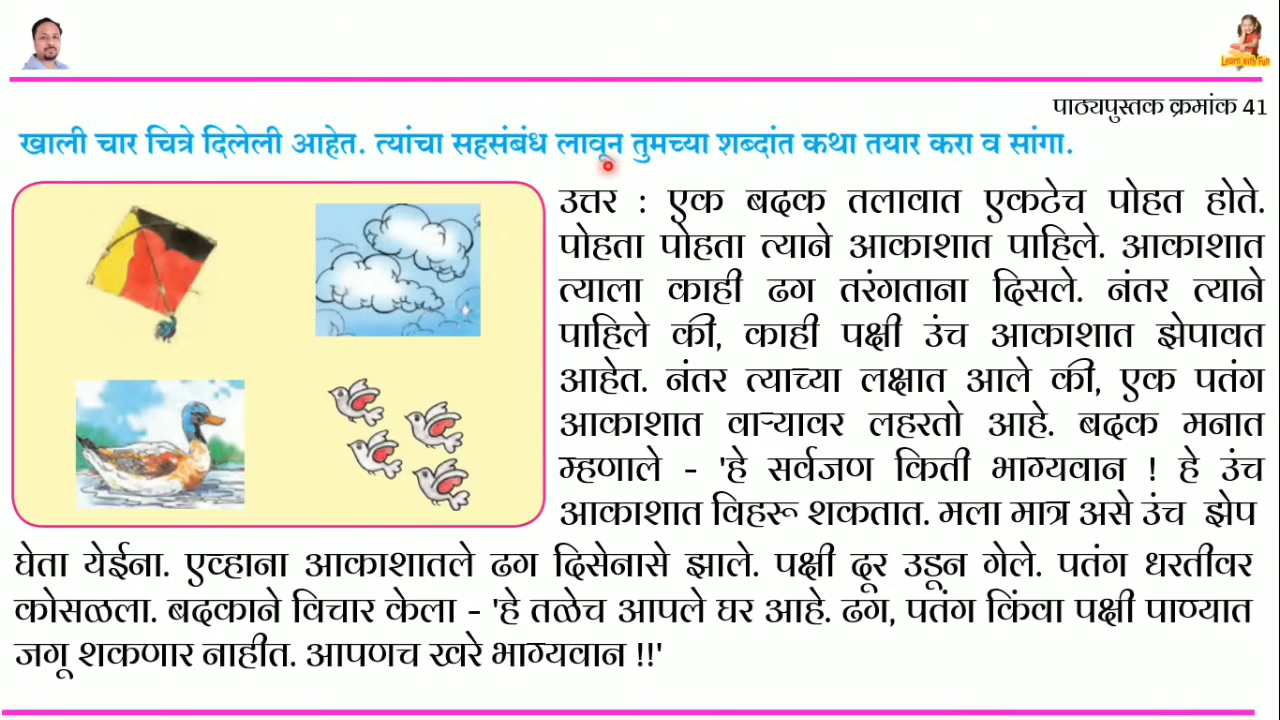 Learn with Fun
पाठ्यपुस्तक क्रमांक 41
खाली चार चित्रे दिलेली आहेत. त्यांचा सहसंबंध लावून तुमच्या शब्दांत कथा तयार करा व सांगा.
उत्तर : एक बदक तलावात एकटेच पोहत होते.
पोहता पोहता त्याने आकाशात पाहिले. आकाशात
त्याला काही ढग तरंगताना दिसले. नंतर त्याने
पाहिले की, काही पक्षी उंच आकाशात झेपावत
आहेत. नंतर त्याच्या लक्षात आले की, एक पतंग
आकाशात वाऱ्यावर लहरतो आहे. बदक मनात
म्हणाले - 'हे सर्वजण किती भाग्यवान ! हे उंच
आकाशात विहरू शकतात. मला मात्र असे उंच झेप
घेता येईना. एव्हाना आकाशातले ढग दिसेनासे झाले. पक्षी दूर उडून गेले. पतंग धरतीवर
कोसळला. बदकाने विचार केला - 'हे तळेच आपले घर आहे. ढग, पतंग किंवा पक्षी पाण्यात
जगू शकणार नाहीत. आपणच खरे भाग्यवान !!'